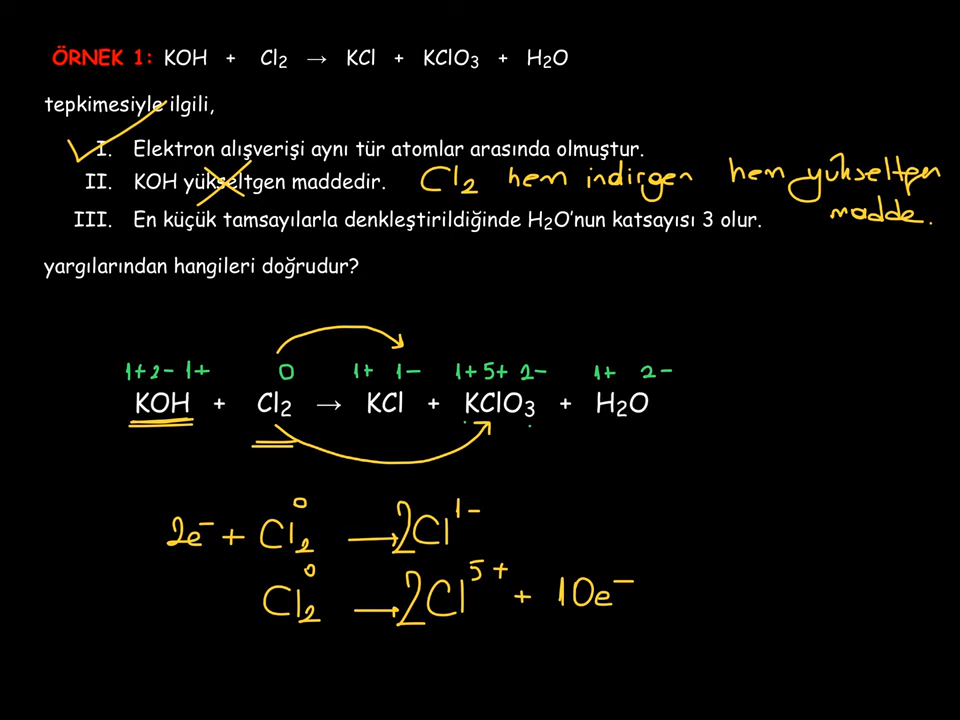 ÖRNEK 1: KOH + Cl₂ → KCl + KClO₃ + H₂O
tepkimesiyle ilgili,
I. Elektron alışverişi aynı tür atomlar arasında olmuştur.
II. KOH yükseltgen maddedir. Cl₂ hem indirgen hem yükseltgen madde.
III. En küçük tamsayılarla denkleştirildiğinde H₂O'nun katsayısı 3 olur.
yargılarından hangileri doğrudur?
1+ 2- 1+ 0 1+ 1- 1+ 5+ 2- 1+ 2-
KOH + Cl₂ → KCl + KClO₃ + H₂O
2e⁻ + Cl₂⁰ → 2Cl¹⁻
Cl₂⁰ → 2Cl⁵⁺ + 10e⁻